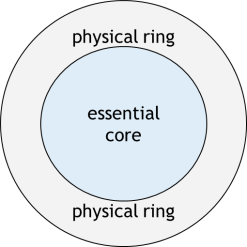 physical ring
essential
core
physical ring